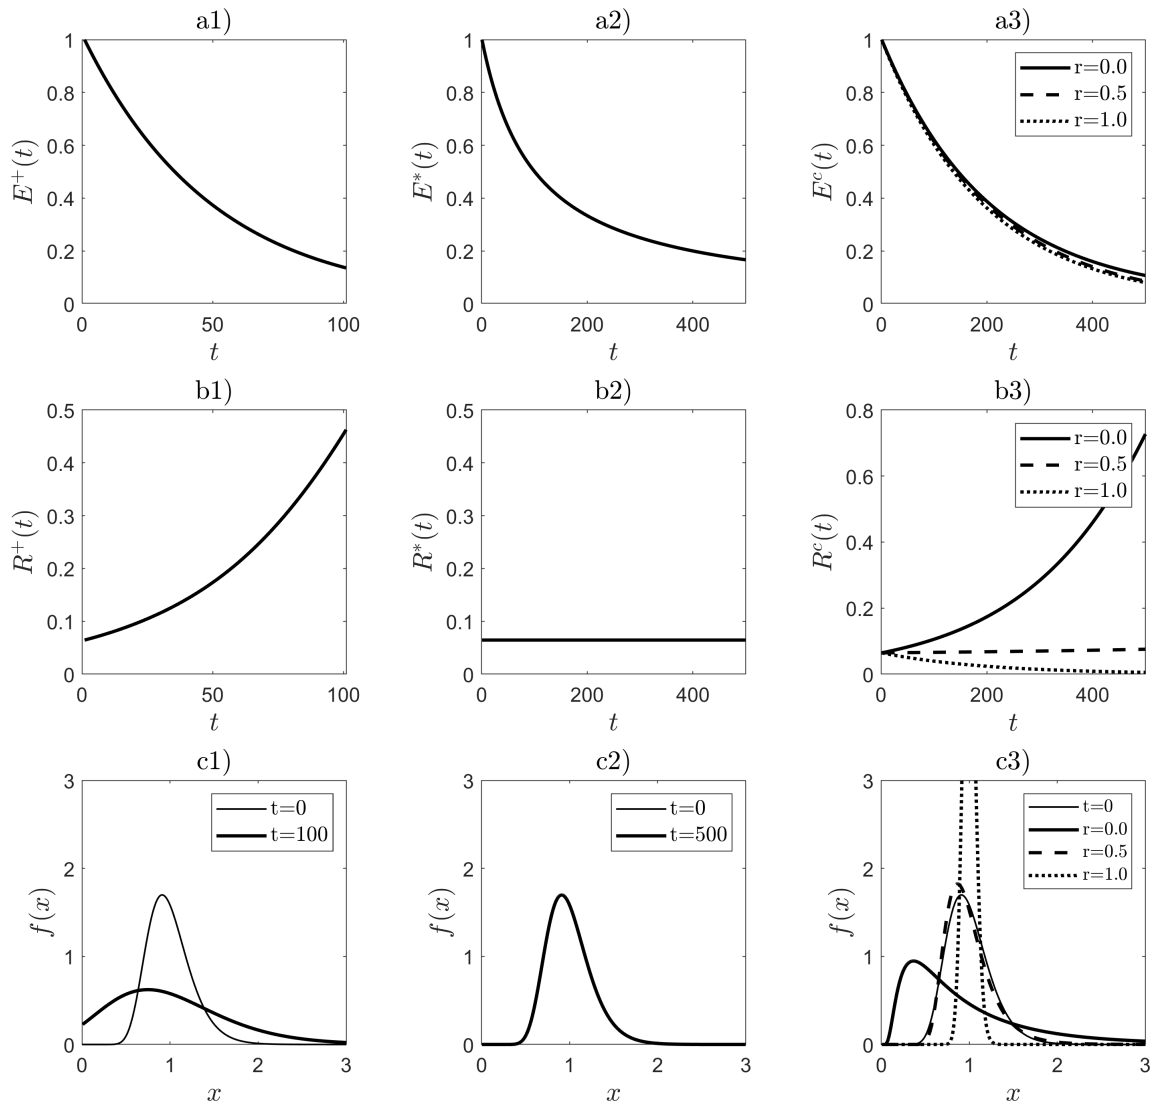 a1)
1
0.8
0.6
0.4
0.2
0
E⁺(t)
0
50
100
t
a2)
1
0.8
0.6
0.4
0.2
0
E*(t)
0
200
400
t
a3)
1
0.8
0.6
0.4
0.2
0
Eᶜ(t)
r=0.0
r=0.5
r=1.0
0
200
400
t
b1)
0.5
0.4
0.3
0.2
0.1
0
R⁺(t)
0
50
100
t
b2)
0.5
0.4
0.3
0.2
0.1
0
R*(t)
0
200
400
t
b3)
0.8
0.6
0.4
0.2
0
Rᶜ(t)
r=0.0
r=0.5
r=1.0
0
200
400
t
c1)
3
2
1
0
f(x)
t=0
t=100
0
1
2
3
x
c2)
3
2
1
0
f(x)
t=0
t=500
0
1
2
3
x
c3)
3
2
1
0
f(x)
t=0
r=0.0
r=0.5
r=1.0
0
1
2
3
x